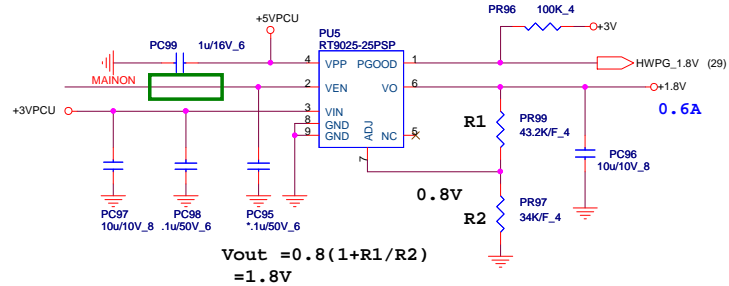 PR96 100K_4
+5VPCU
+3V
PU5
RT9025-25PSP
PC99 1u/16V_6
4 VPP PGOOD 1
HWPG_1.8V (29)
MAINON
2 VEN VO 6
+1.8V
0.6A
+3VPCU
3 VIN
8 GND
9 GND
ADJ
NC 5
7
R1
PR99
43.2K/F_4
PC96
10u/10V_8
0.8V
R2
PR97
34K/F_4
PC97
10u/10V_8
PC98
.1u/50V_6
PC95
*.1u/50V_6
Vout =0.8(1+R1/R2)
=1.8V